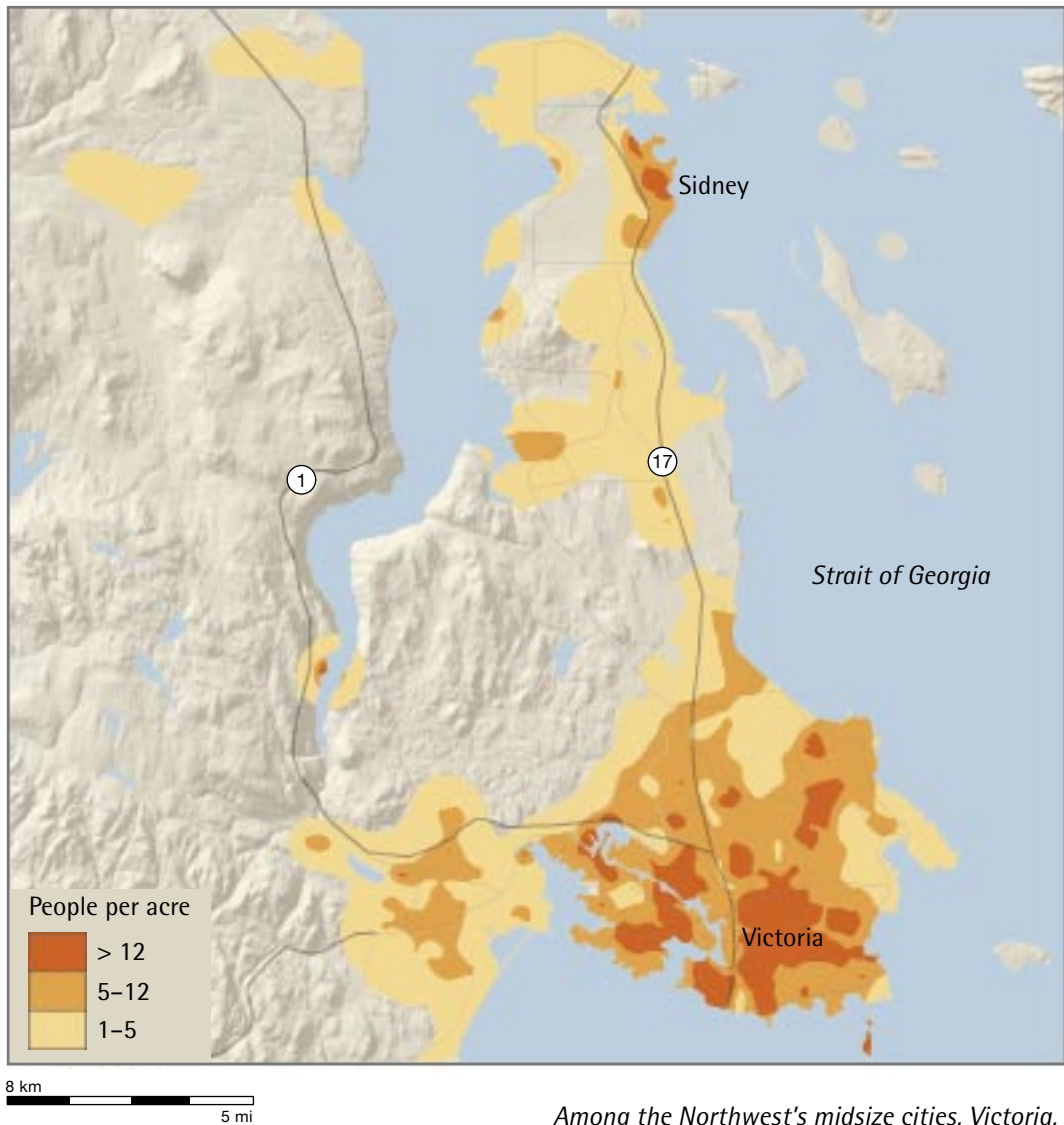 Sidney
1
17
Strait of Georgia
Victoria
People per acre
> 12
5–12
1–5
8 km
5 mi
Among the Northwest's midsize cities, Victoria,